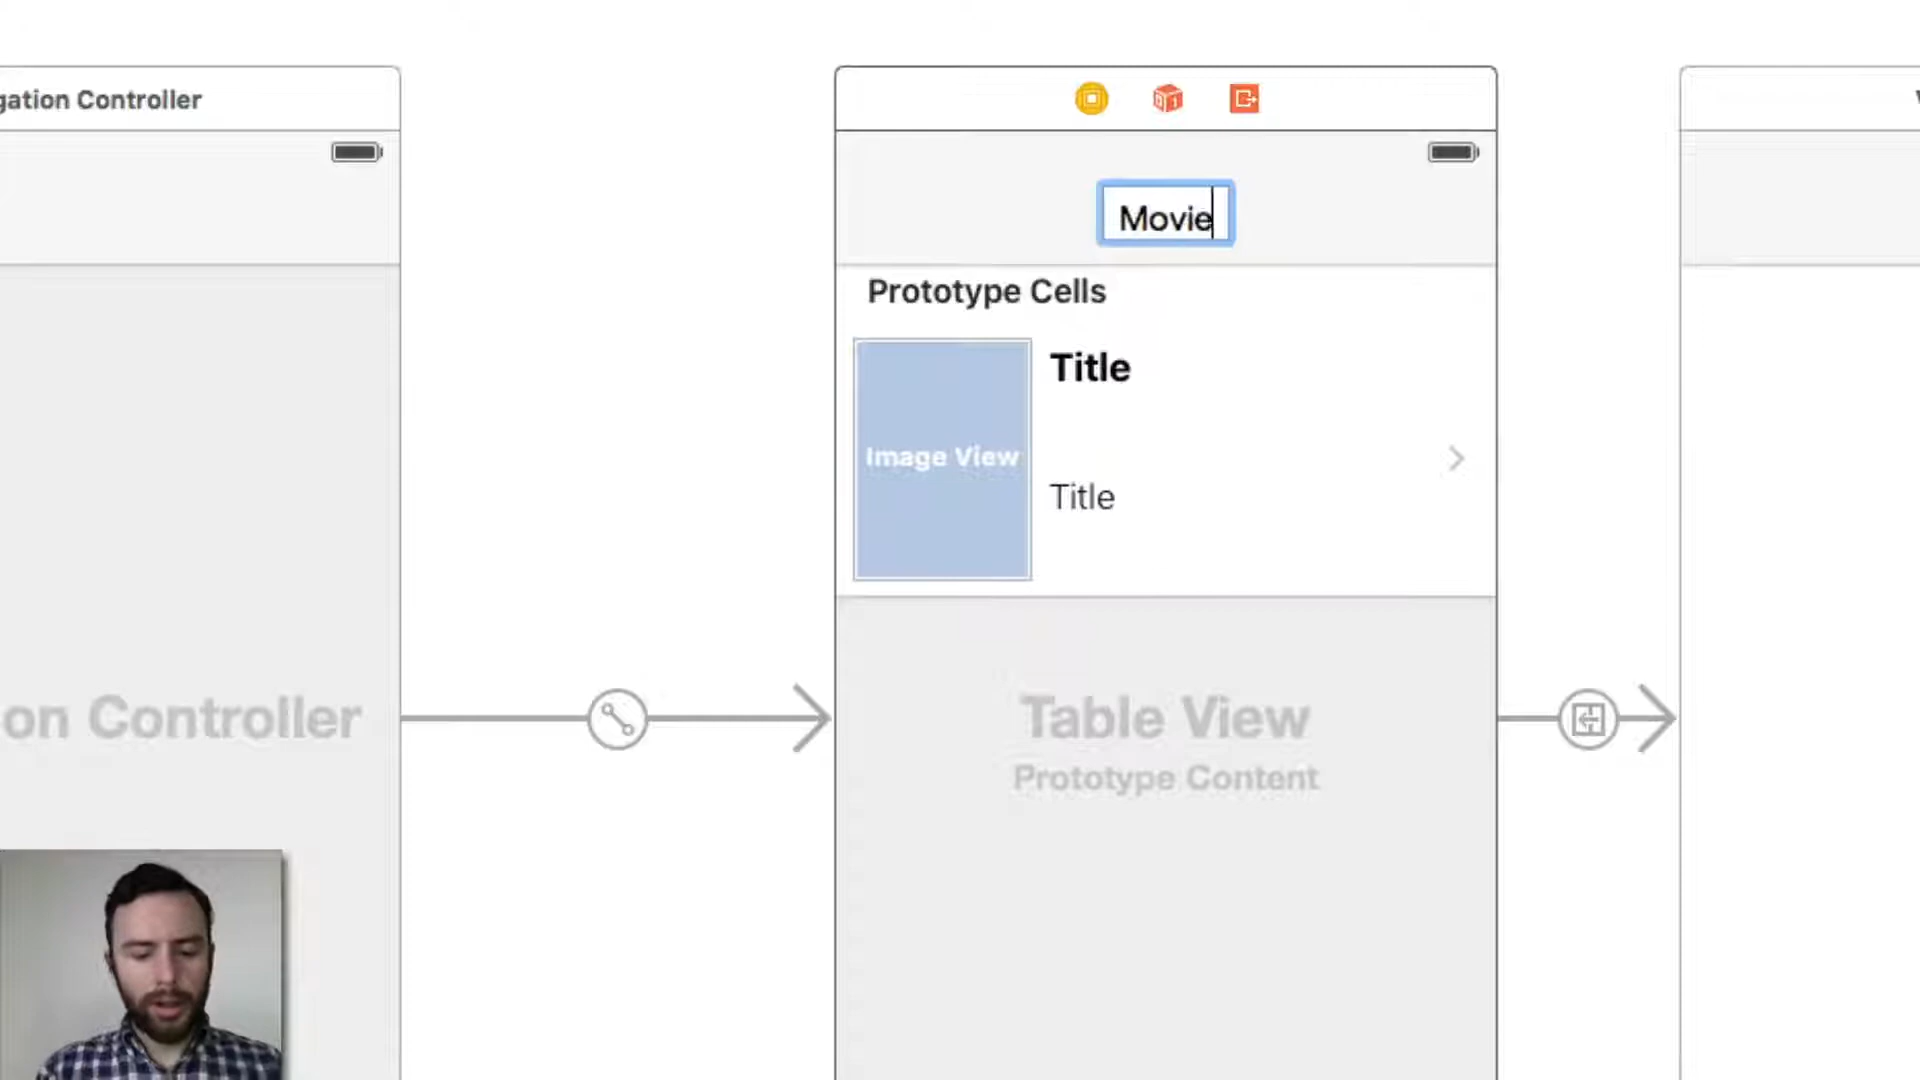 gation Controller
Movie
Prototype Cells
Title
Image View
Title
on Controller
Table View
Prototype Content